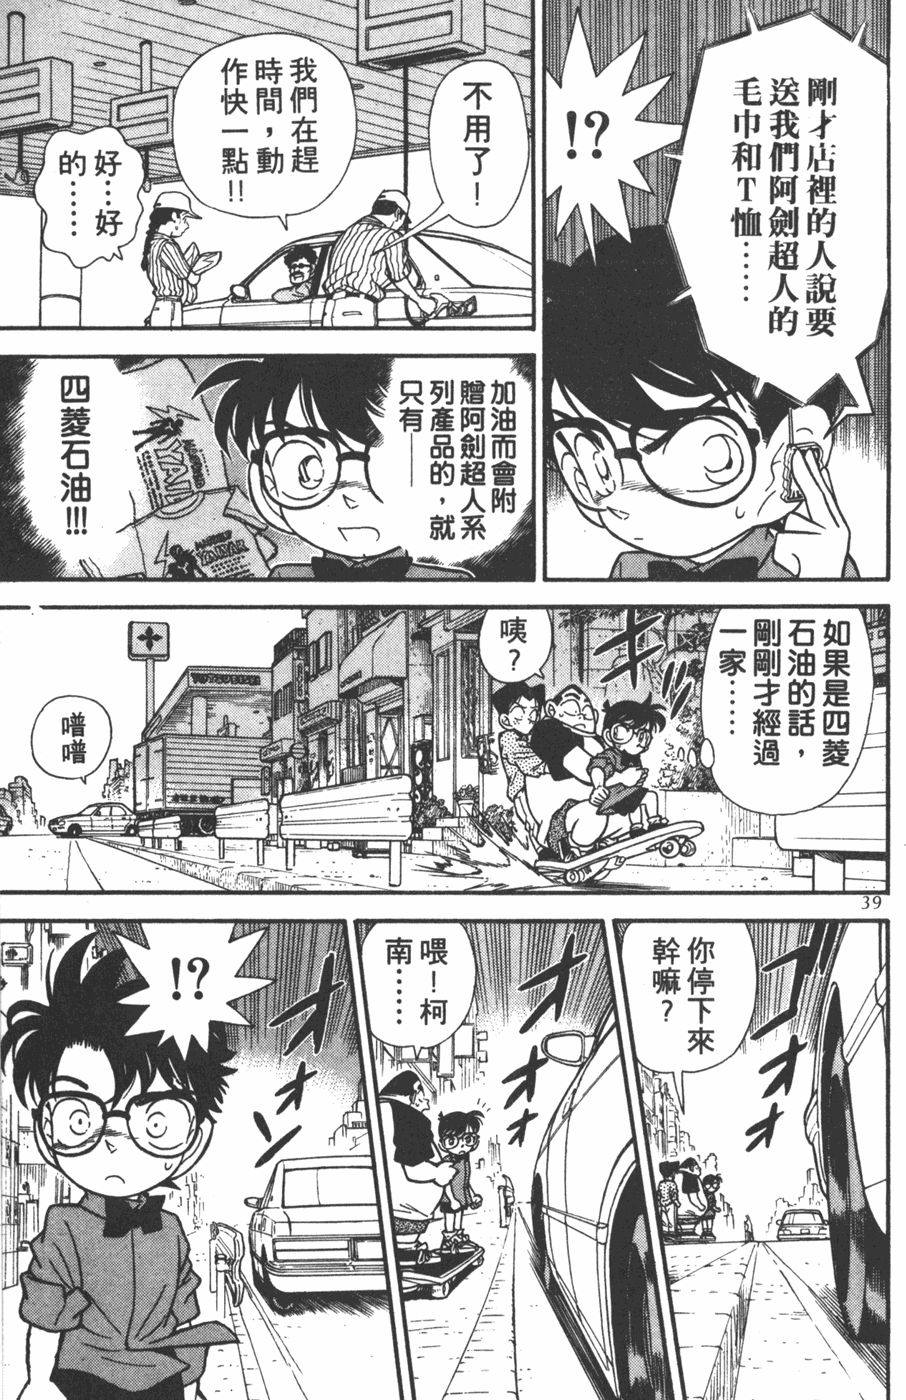 剛才店裡的人說要
送我們阿劍超人的
毛巾和T恤……
!?
不用了！
我們在趕
時間，動
作快一點!!
好…好
的……
加油而會附
贈阿劍超人系
列產品的，就
只有——
四菱石油!!!
YAIBA
如果是四菱
石油的話，
剛剛才經過
一家……
咦？
噌噌
39
你停下來
幹嘛？
喂！柯
南……
!?